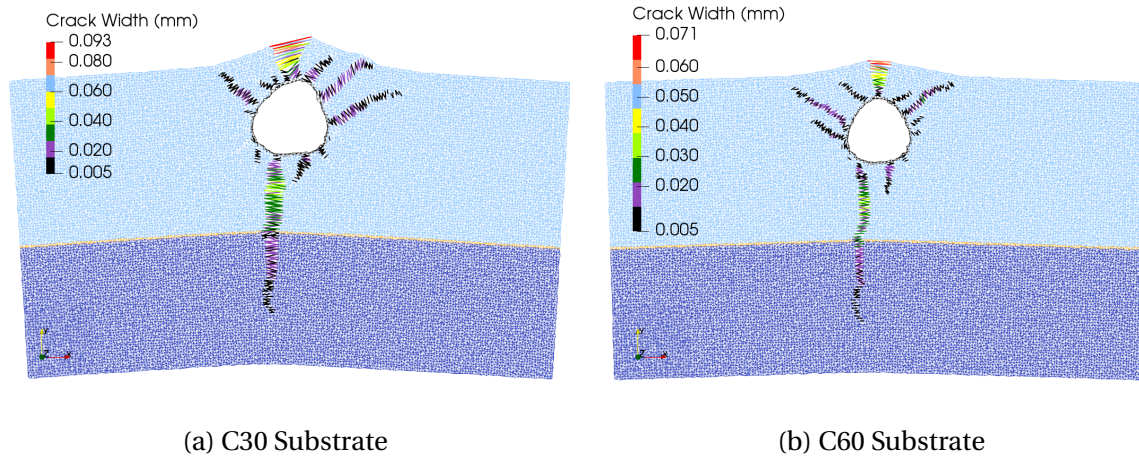 Crack Width (mm)
0.093
0.080
0.060
0.040
0.020
0.005
Y
Z
X
(a) C30 Substrate
Crack Width (mm)
0.071
0.060
0.050
0.040
0.030
0.020
0.005
Y
Z
X
(b) C60 Substrate